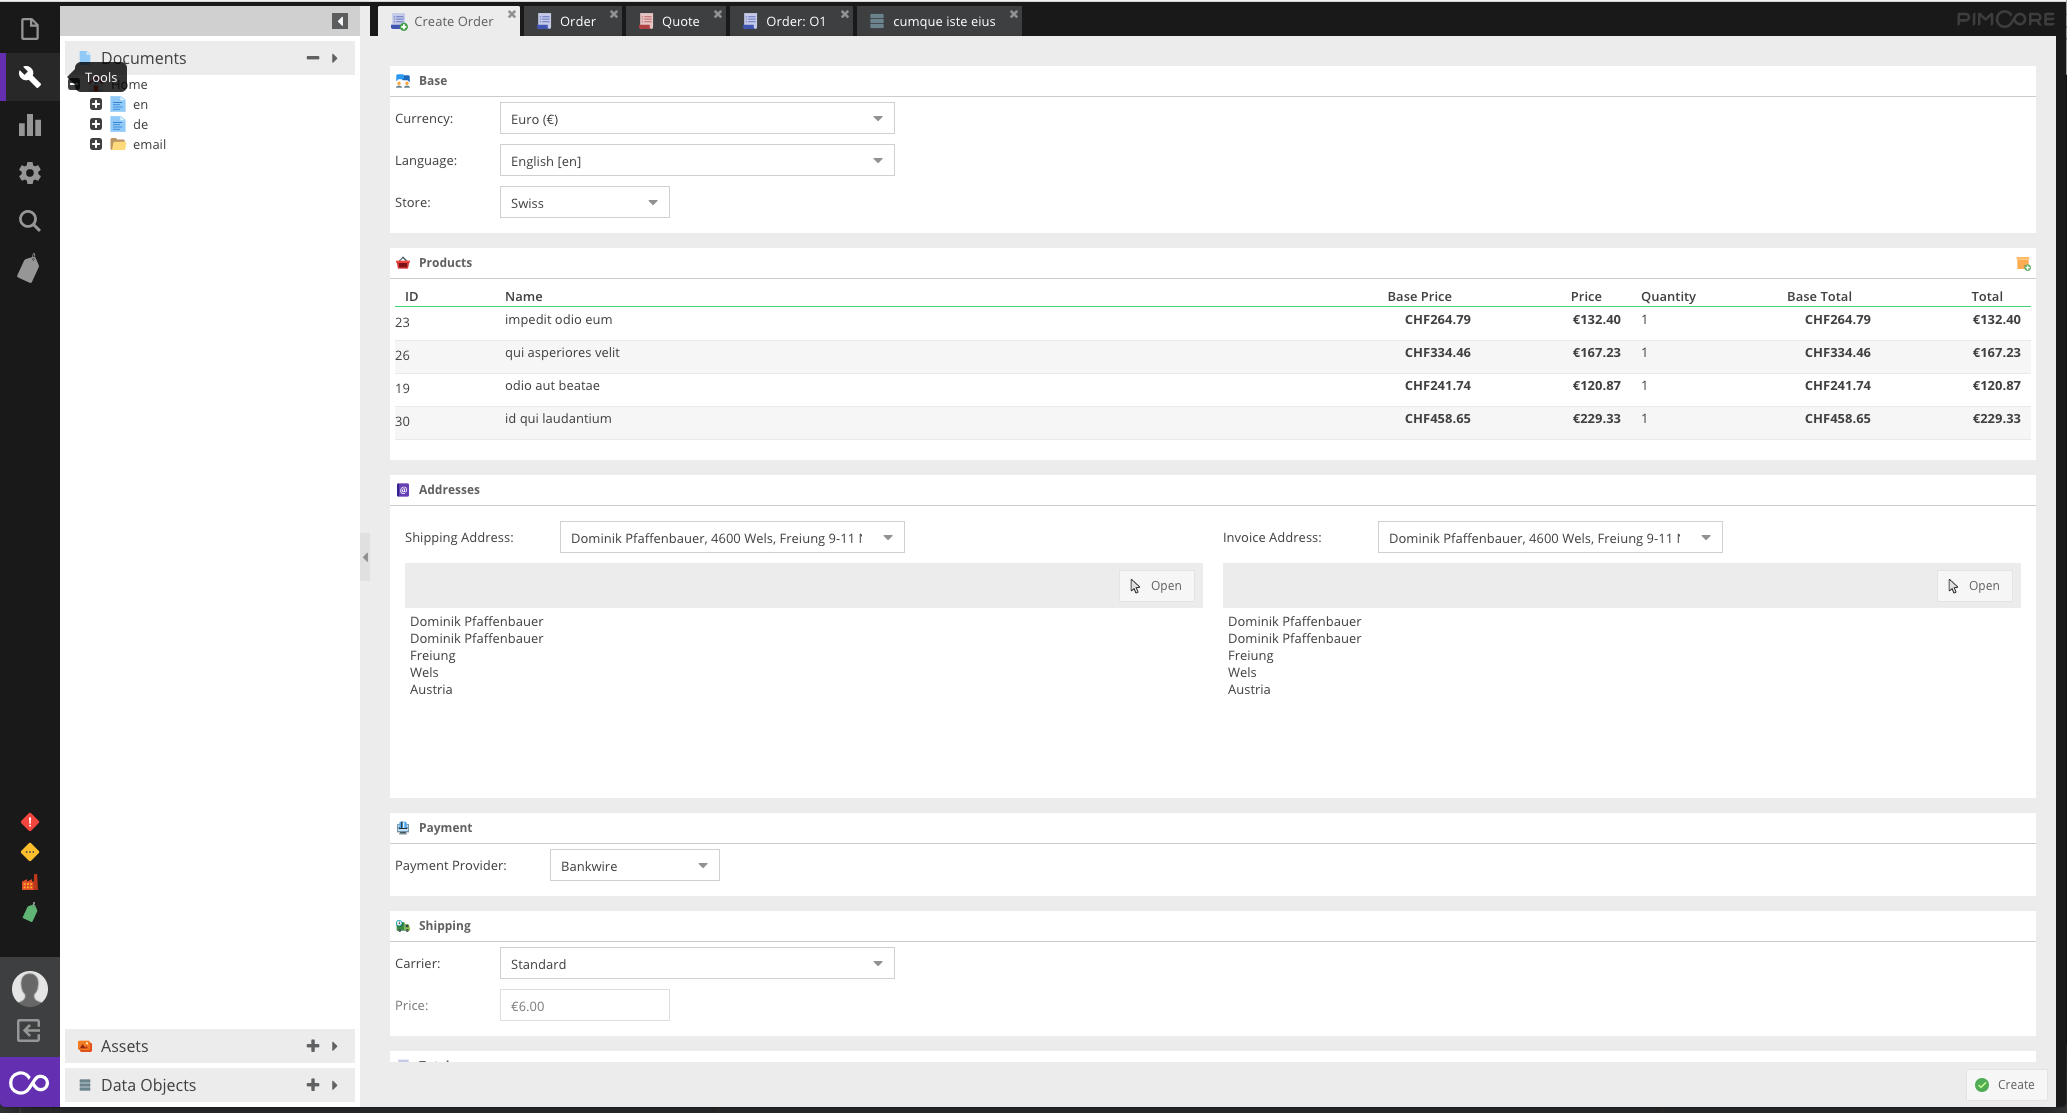 Create Order
Order
Quote
Order: O1
cumque iste eius
PIMCORE
Documents
Tools
Home
en
de
email
Assets
Data Objects
Base
Currency:
Euro (€)
Language:
English [en]
Store:
Swiss
Products
ID Name Base Price Price Quantity Base Total Total
23 impedit odio eum CHF264.79 €132.40 1 CHF264.79 €132.40
26 qui asperiores velit CHF334.46 €167.23 1 CHF334.46 €167.23
19 odio aut beatae CHF241.74 €120.87 1 CHF241.74 €120.87
30 id qui laudantium CHF458.65 €229.33 1 CHF458.65 €229.33
Addresses
Shipping Address:
Dominik Pfaffenbauer, 4600 Wels, Freiung 9-11
Open
Dominik Pfaffenbauer
Dominik Pfaffenbauer
Freiung
Wels
Austria
Invoice Address:
Dominik Pfaffenbauer, 4600 Wels, Freiung 9-11
Open
Dominik Pfaffenbauer
Dominik Pfaffenbauer
Freiung
Wels
Austria
Payment
Payment Provider:
Bankwire
Shipping
Carrier:
Standard
Price:
€6.00
Create